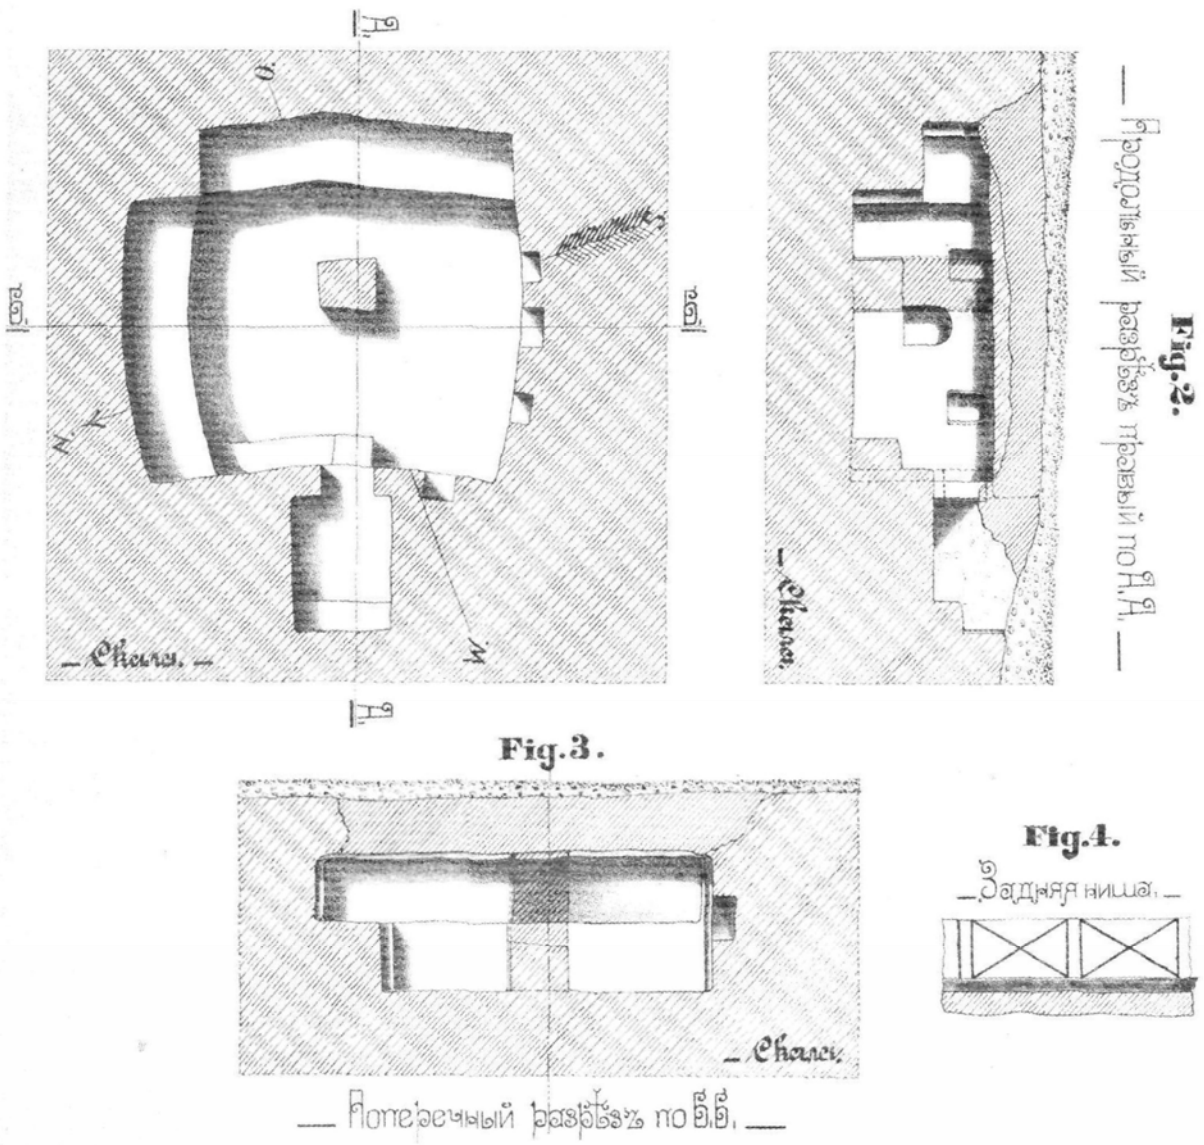 А.
О.
Б.
Б.
N.
М.
— Скала. —
А.
Fig. 2.
— Продольный разрѣзъ правый по А.А. —
— Скала.
Fig. 3.
— Скала.
— Поперечный разрѣзъ по Б.Б. —
Fig. 4.
— Задняя ниша. —